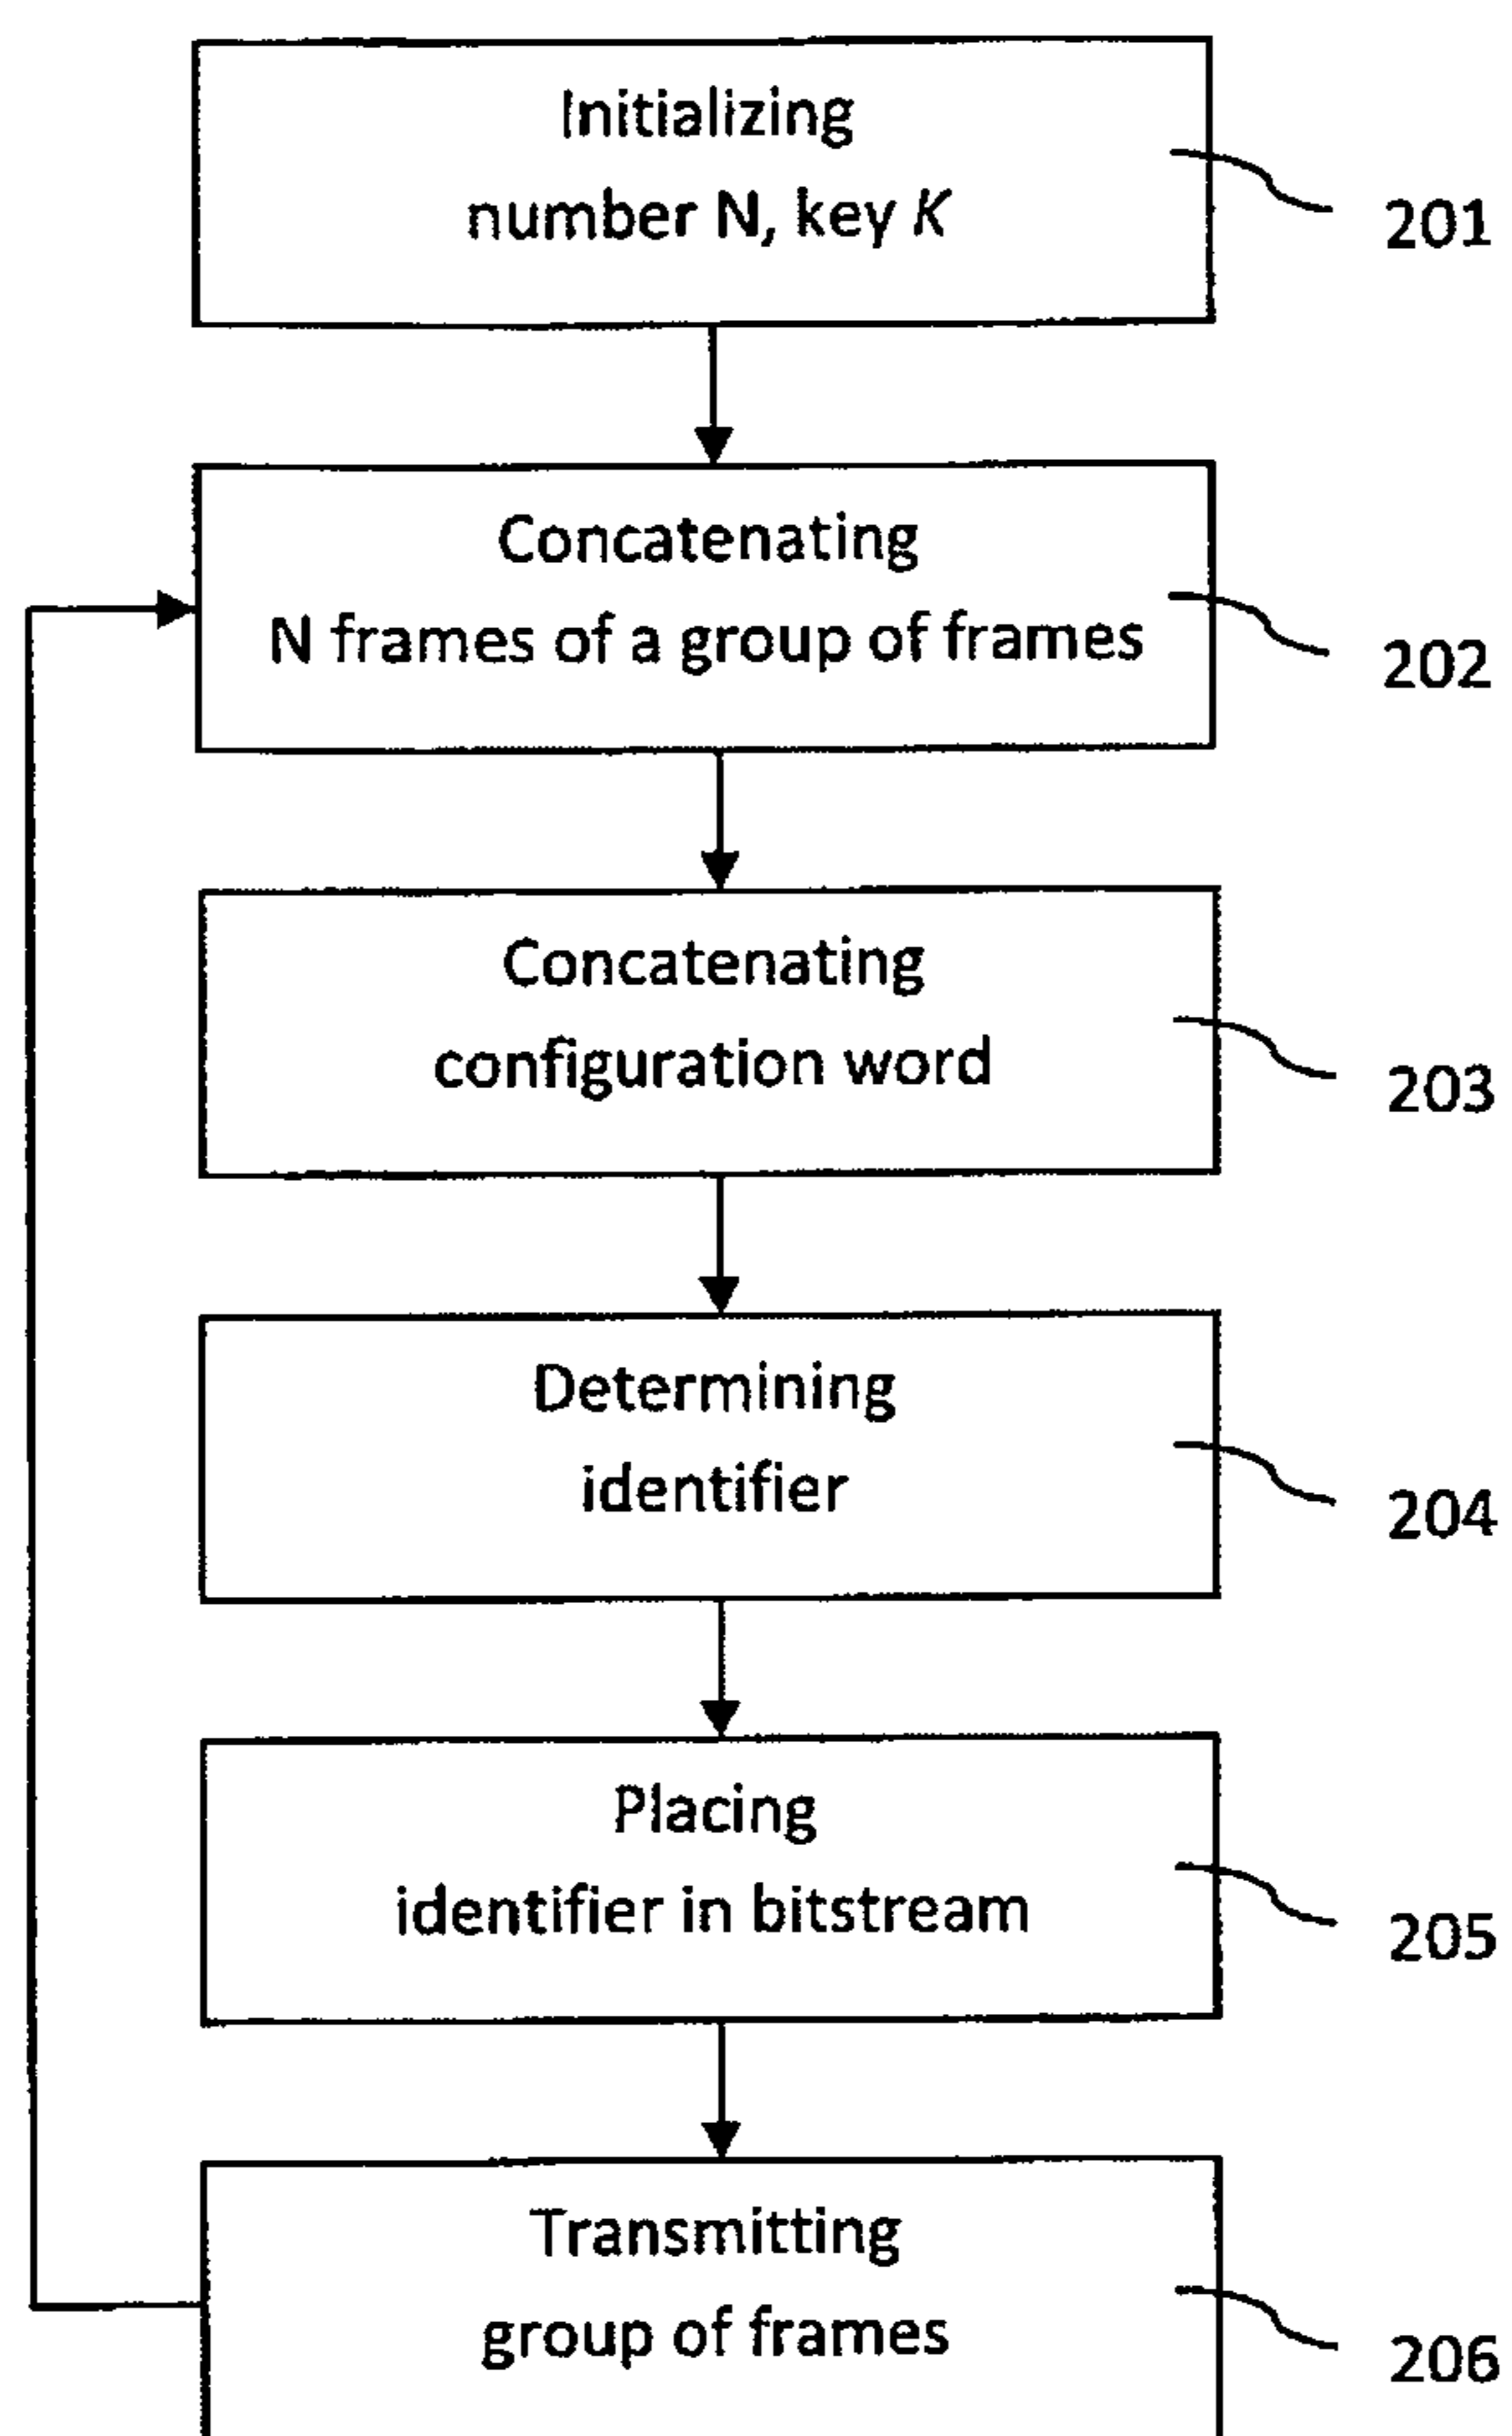 Initializing
number N, key K
201
Concatenating
N frames of a group of frames
202
Concatenating
configuration word
203
Determining
identifier
204
Placing
identifier in bitstream
205
Transmitting
group of frames
206